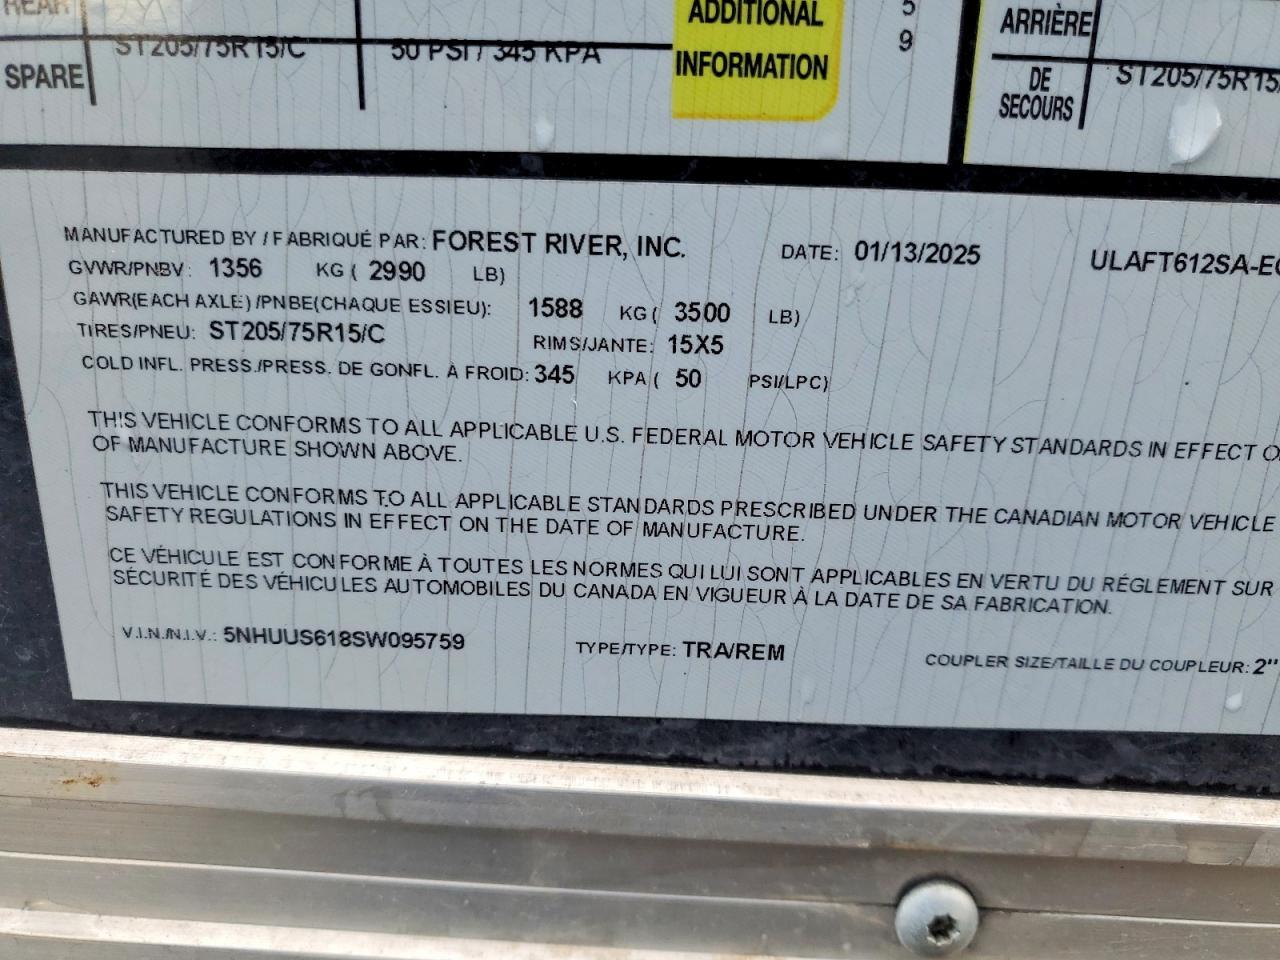 REAR
ST205/75R15/C 50 PSI / 345 KPA
SPARE
ADDITIONAL
INFORMATION
5
9
ARRIÈRE
DE
SECOURS
ST205/75R15/
MANUFACTURED BY / FABRIQUÉ PAR: FOREST RIVER, INC. DATE: 01/13/2025 ULAFT612SA-E
GVWR/PNBV: 1356 KG ( 2990 LB)
GAWR(EACH AXLE)/PNBE(CHAQUE ESSIEU): 1588 KG ( 3500 LB)
TIRES/PNEU: ST205/75R15/C RIMS/JANTE: 15X5
COLD INFL. PRESS./PRESS. DE GONFL. À FROID: 345 KPA ( 50 PSI/LPC)
THIS VEHICLE CONFORMS TO ALL APPLICABLE U.S. FEDERAL MOTOR VEHICLE SAFETY STANDARDS IN EFFECT O
OF MANUFACTURE SHOWN ABOVE.
THIS VEHICLE CONFORMS TO ALL APPLICABLE STANDARDS PRESCRIBED UNDER THE CANADIAN MOTOR VEHICLE
SAFETY REGULATIONS IN EFFECT ON THE DATE OF MANUFACTURE.
CE VÉHICULE EST CONFORME À TOUTES LES NORMES QUI LUI SONT APPLICABLES EN VERTU DU RÉGLEMENT SUR
SÉCURITÉ DES VÉHICULES AUTOMOBILES DU CANADA EN VIGUEUR À LA DATE DE SA FABRICATION.
V.I.N./N.I.V.: 5NHUUS618SW095759 TYPE/TYPE: TRA/REM COUPLER SIZE/TAILLE DU COUPLEUR: 2"